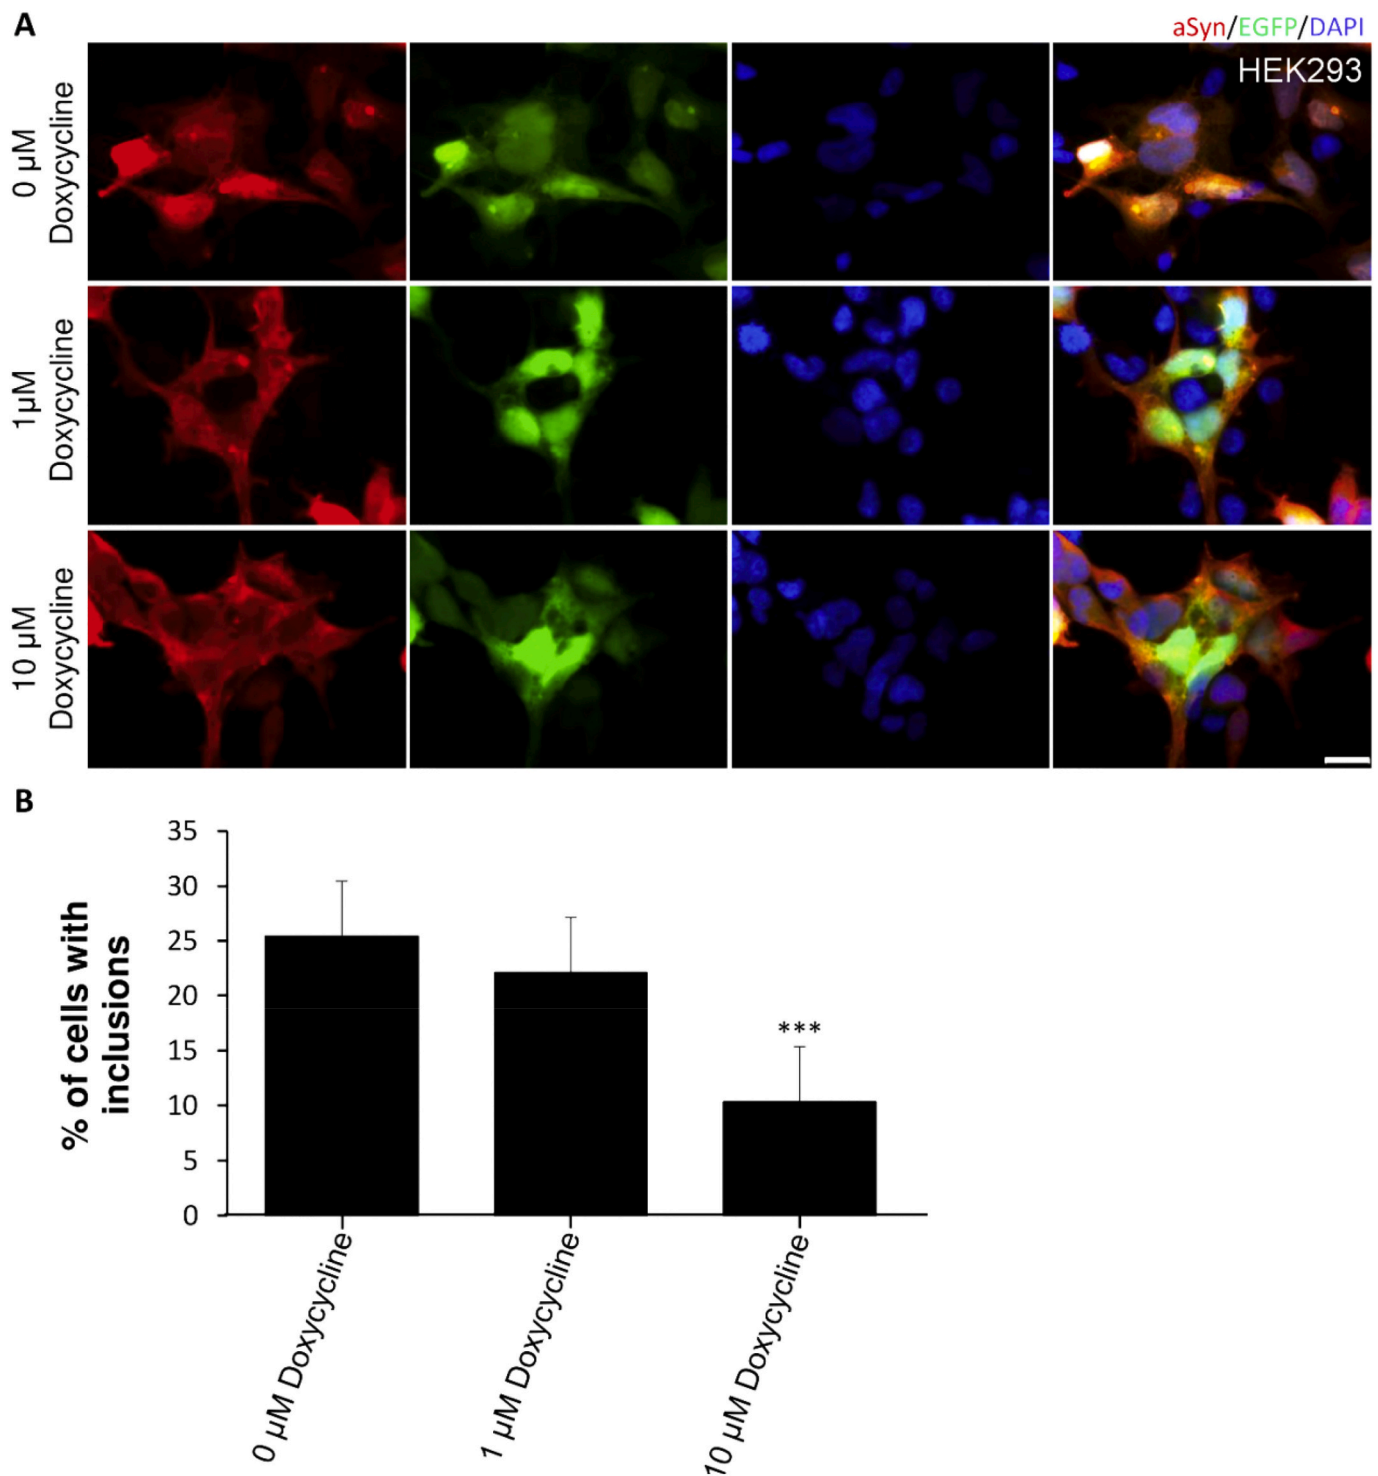 A
aSyn/EGFP/DAPI
HEK293
0 µM
Doxycycline
1µM
Doxycycline
10 µM
Doxycycline
B
35
30
25
20
15
10
5
0
% of cells with
inclusions
***
0 µM Doxycycline
1 µM Doxycycline
10 µM Doxycycline